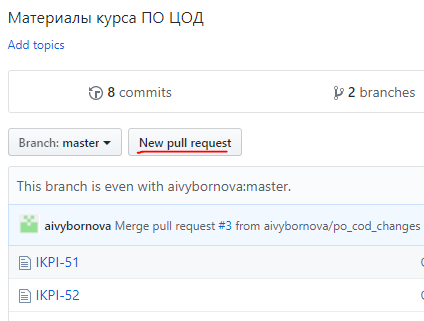 Материалы курса ПО ЦОД
Add topics
8 commits 2 branches
Branch: master New pull request
This branch is even with aivybornova:master.
aivybornova Merge pull request #3 from aivybornova/po_cod_changes
IKPI-51
IKPI-52